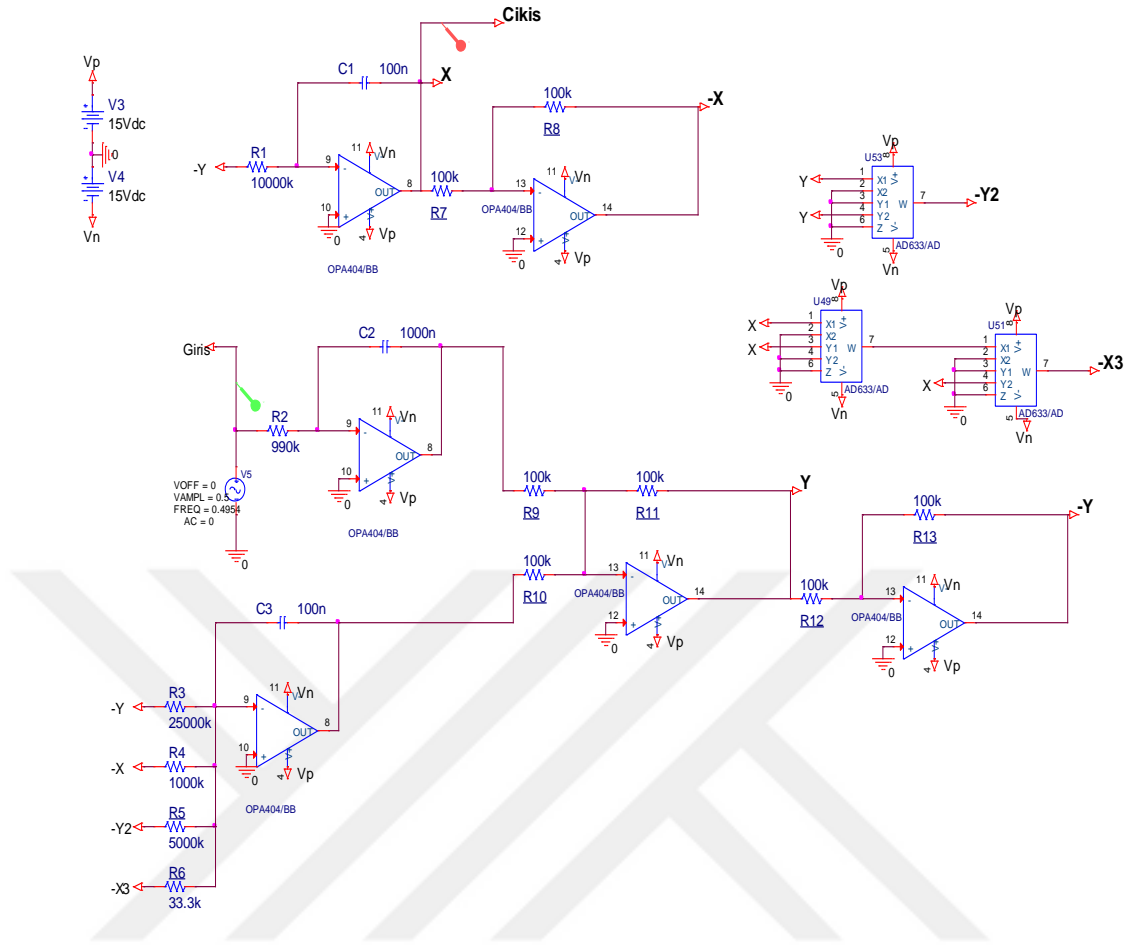 Cikis
C1 100n
X
Vp
V3
15Vdc
0
V4
15Vdc
Vn
-Y
R1
10000k
9
-
10
+
11
V-
Vn
OUT
8
V+
4
Vp
0
OPA404/BB
100k
R7
100k
R8
-X
13
-
12
+
11
V-
Vn
OUT
14
V+
4
Vp
0
OPA404/BB
U53
Vp
8
Y
Y
1
2
3
4
6
X1
X2
Y1
Y2
Z
V+
V-
W
7
-Y2
0
5
AD633/AD
Vn
U49
Vp
8
X
X
1
2
3
4
6
X1
X2
Y1
Y2
Z
V+
V-
W
7
0
5
AD633/AD
Vn
U51
Vp
8
X
1
2
3
4
6
X1
X2
Y1
Y2
Z
V+
V-
W
7
-X3
0
5
AD633/AD
Vn
Giris
C2 1000n
R2
990k
9
-
10
+
11
V-
Vn
OUT
8
V+
4
Vp
0
OPA404/BB
V5
VOFF = 0
VAMPL = 0.5
FREQ = 0.4954
AC = 0
0
100k
R9
100k
R11
Y
100k
R10
13
-
12
+
11
V-
Vn
OUT
14
V+
4
Vp
0
OPA404/BB
100k
R12
100k
R13
-Y
13
-
12
+
11
V-
Vn
OUT
14
V+
4
Vp
0
OPA404/BB
C3 100n
-Y
R3
25000k
-X
R4
1000k
-Y2
R5
5000k
-X3
R6
33.3k
9
-
10
+
11
V-
Vn
OUT
8
V+
4
Vp
0
OPA404/BB